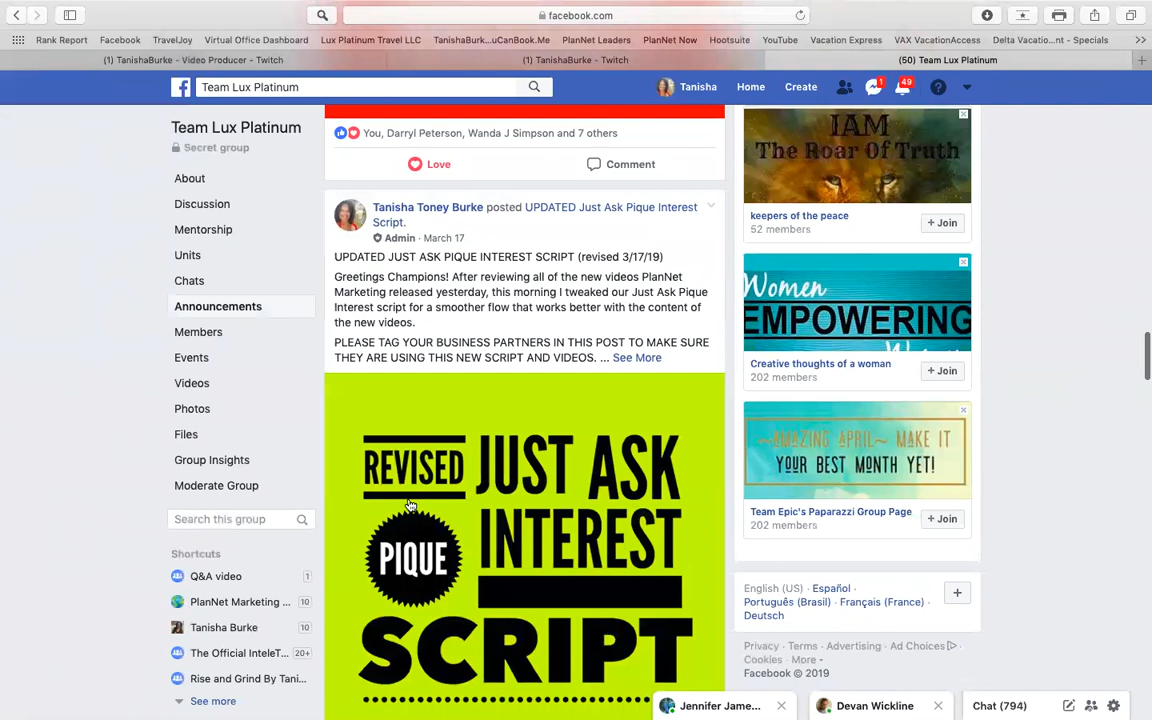 facebook.com
Rank Report
Facebook
TravelJoy
Virtual Office Dashboard
Lux Platinum Travel LLC
TanishaBurk...uCanBook.Me
PlanNet Leaders
PlanNet Now
Hootsuite
YouTube
Vacation Express
VAX VacationAccess
Delta Vacatio...nt - Specials
>>
(1) TanishaBurke - Video Producer - Twitch
(1) TanishaBurke - Twitch
(50) Team Lux Platinum
+
f
Team Lux Platinum
Tanisha
Home
Create
1
49
?
Team Lux Platinum
Secret group
About
Discussion
Mentorship
Units
Chats
Announcements
Members
Events
Videos
Photos
Files
Group Insights
Moderate Group
Search this group
Shortcuts
Q&A video 1
PlanNet Marketing ... 10
Tanisha Burke 10
The Official InteleT... 20+
Rise and Grind By Tani...
See more
You, Darryl Peterson, Wanda J Simpson and 7 others
Love
Comment
Tanisha Toney Burke posted UPDATED Just Ask Pique Interest
Script.
Admin · March 17
UPDATED JUST ASK PIQUE INTEREST SCRIPT (revised 3/17/19)
Greetings Champions! After reviewing all of the new videos PlanNet
Marketing released yesterday, this morning I tweaked our Just Ask Pique
Interest script for a smoother flow that works better with the content of
the new videos.
PLEASE TAG YOUR BUSINESS PARTNERS IN THIS POST TO MAKE SURE
THEY ARE USING THIS NEW SCRIPT AND VIDEOS. ... See More
REVISED JUST ASK
PIQUE INTEREST
SCRIPT
I AM
The Roar Of Truth
keepers of the peace
52 members
+ Join
Women
EMPOWERING
Creative thoughts of a woman
202 members
+ Join
~AMAZING APRIL~ MAKE IT
YOUR BEST MONTH YET!
Team Epic's Paparazzi Group Page
202 members
+ Join
English (US) · Español ·
Português (Brasil) · Français (France) ·
Deutsch
+
Privacy · Terms · Advertising · Ad Choices ·
Cookies · More
Facebook © 2019
Jennifer Jame...
Devan Wickline
Chat (794)